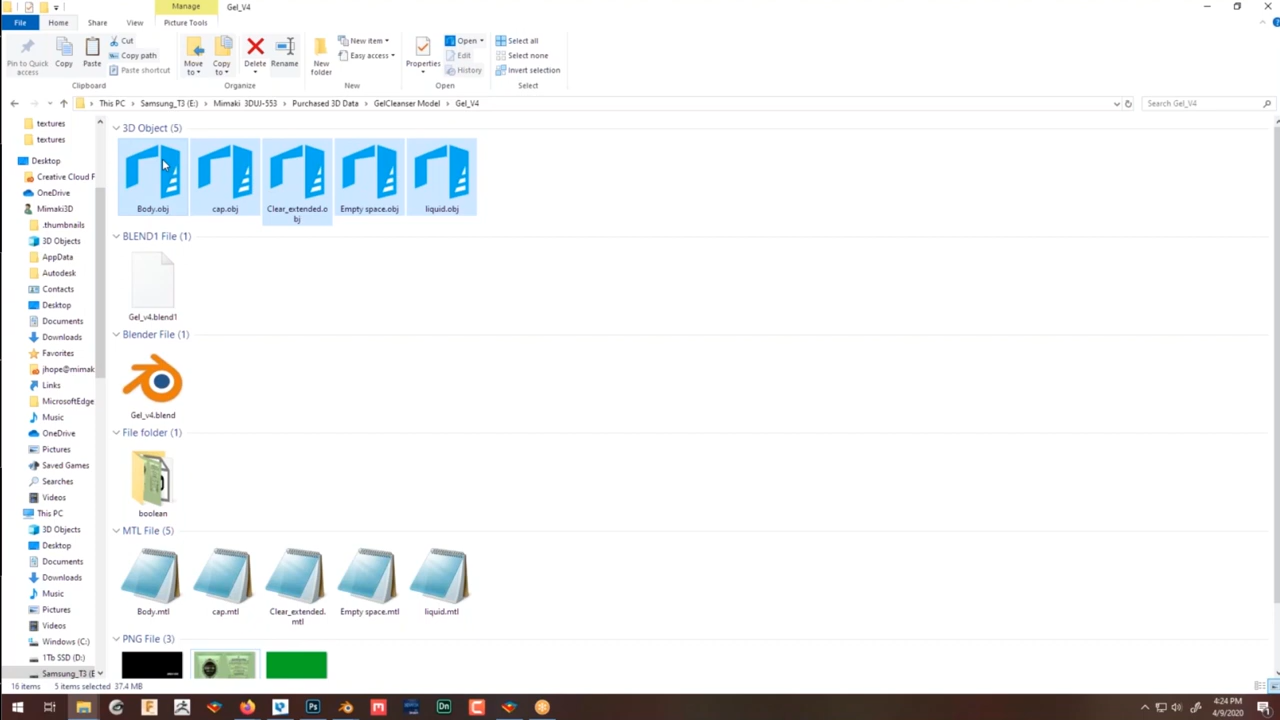 Manage
Gel_V4
File
Home
Share
View
Picture Tools
Pin to Quick access
Copy
Paste
Cut
Copy path
Paste shortcut
Clipboard
Move to
Copy to
Delete
Rename
Organize
New folder
New item
Easy access
New
Properties
Open
Edit
History
Open
Select all
Select none
Invert selection
Select
This PC > Samsung_T3 (E:) > Mimaki 3DUJ-553 > Purchased 3D Data > GelCleanser Model > Gel_V4
Search Gel_V4
textures
textures
Desktop
Creative Cloud F
OneDrive
Mimaki3D
.thumbnails
3D Objects
AppData
Autodesk
Contacts
Desktop
Documents
Downloads
Favorites
jhope@mimak
Links
MicrosoftEdge
Music
OneDrive
Pictures
Saved Games
Searches
Videos
This PC
3D Objects
Desktop
Documents
Downloads
Music
Pictures
Videos
Windows (C:)
1Tb SSD (D:)
Samsung_T3 (E
3D Object (5)
Body.obj
cap.obj
Clear_extended.o
bj
Empty space.obj
liquid.obj
BLEND1 File (1)
Gel_v4.blend1
Blender File (1)
Gel_v4.blend
File folder (1)
boolean
MTL File (5)
Body.mtl
cap.mtl
Clear_extended.
mtl
Empty space.mtl
liquid.mtl
PNG File (3)
16 items
5 items selected 37.4 MB
4:24 PM
4/9/2020